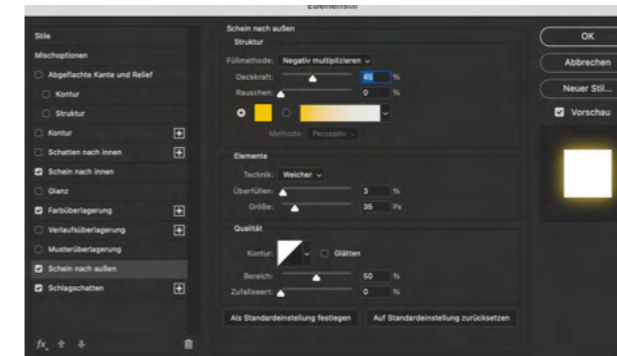 Ebenenstil
Stile
Mischoptionen
Abgeflachte Kante und Relief
Kontur
Struktur
Kontur
Schatten nach innen
Schein nach innen
Glanz
Farbüberlagerung
Verlaufsüberlagerung
Musterüberlagerung
Schein nach außen
Schlagschatten
fx
Schein nach außen
Struktur
Füllmethode: Negativ multiplizieren
Deckkraft: 45 %
Rauschen: 0 %
Methode: Perzeptiv
Elemente
Technik: Weicher
Überfüllen: 3 %
Größe: 35 Px
Qualität
Kontur: Glätten
Bereich: 50 %
Zufallswert: 0 %
Als Standardeinstellung festlegen Auf Standardeinstellung zurücksetzen
OK
Abbrechen
Neuer Stil...
Vorschau